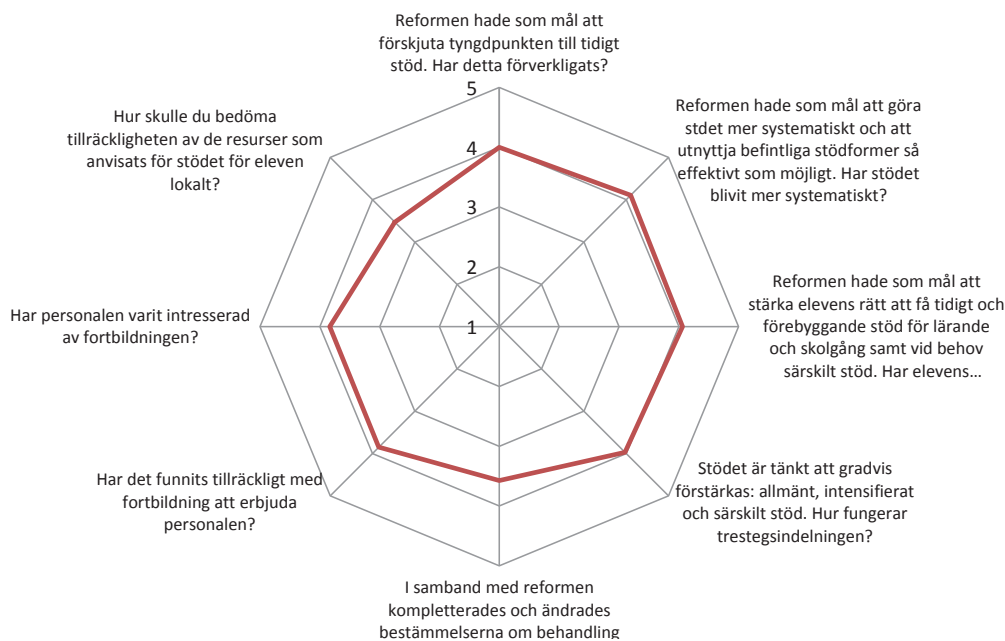 Reformen hade som mål att
förskjuta tyngdpunkten till tidigt
stöd. Har detta förverkligats?
5
4
3
2
1
Reformen hade som mål att göra
stdet mer systematiskt och att
utnyttja befintliga stödformer så
effektivt som möjligt. Har stödet
blivit mer systematiskt?
Reformen hade som mål att
stärka elevens rätt att få tidigt och
förebyggande stöd för lärande
och skolgång samt vid behov
särskilt stöd. Har elevens...
Stödet är tänkt att gradvis
förstärkas: allmänt, intensifierat
och särskilt stöd. Hur fungerar
trestegsindelningen?
I samband med reformen
kompletterades och ändrades
bestämmelserna om behandling
Har det funnits tillräckligt med
fortbildning att erbjuda
personalen?
Har personalen varit intresserad
av fortbildningen?
Hur skulle du bedöma
tillräckligheten av de resurser som
anvisats för stödet för eleven
lokalt?